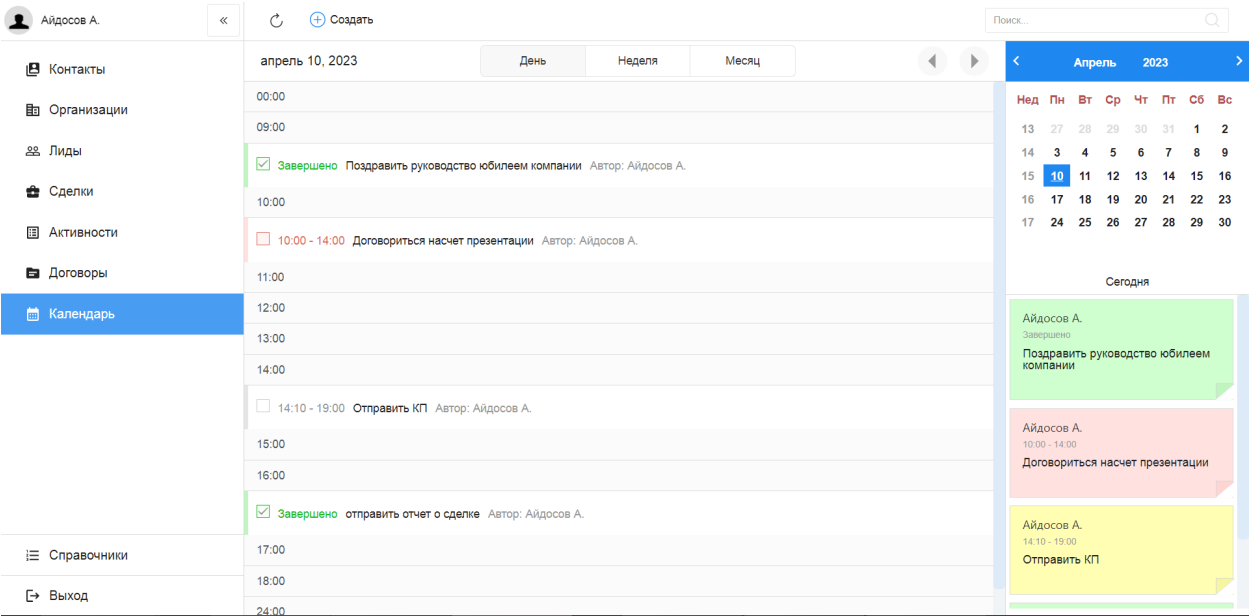 Айдосов А.
«
Создать
Поиск...
Контакты
Организации
Лиды
Сделки
Активности
Договоры
Календарь
Справочники
Выход
апрель 10, 2023
День Неделя Месяц
00:00
09:00
Завершено Поздравить руководство юбилеем компании Автор: Айдосов А.
10:00
10:00 - 14:00 Договориться насчет презентации Автор: Айдосов А.
11:00
12:00
13:00
14:00
14:10 - 19:00 Отправить КП Автор: Айдосов А.
15:00
16:00
Завершено отправить отчет о сделке Автор: Айдосов А.
17:00
18:00
24:00
Апрель 2023
Нед Пн Вт Ср Чт Пт Сб Вс
13 27 28 29 30 31 1 2
14 3 4 5 6 7 8 9
15 10 11 12 13 14 15 16
16 17 18 19 20 21 22 23
17 24 25 26 27 28 29 30
Сегодня
Айдосов А.
Завершено
Поздравить руководство юбилеем
компании
Айдосов А.
10:00 - 14:00
Договориться насчет презентации
Айдосов А.
14:10 - 19:00
Отправить КП